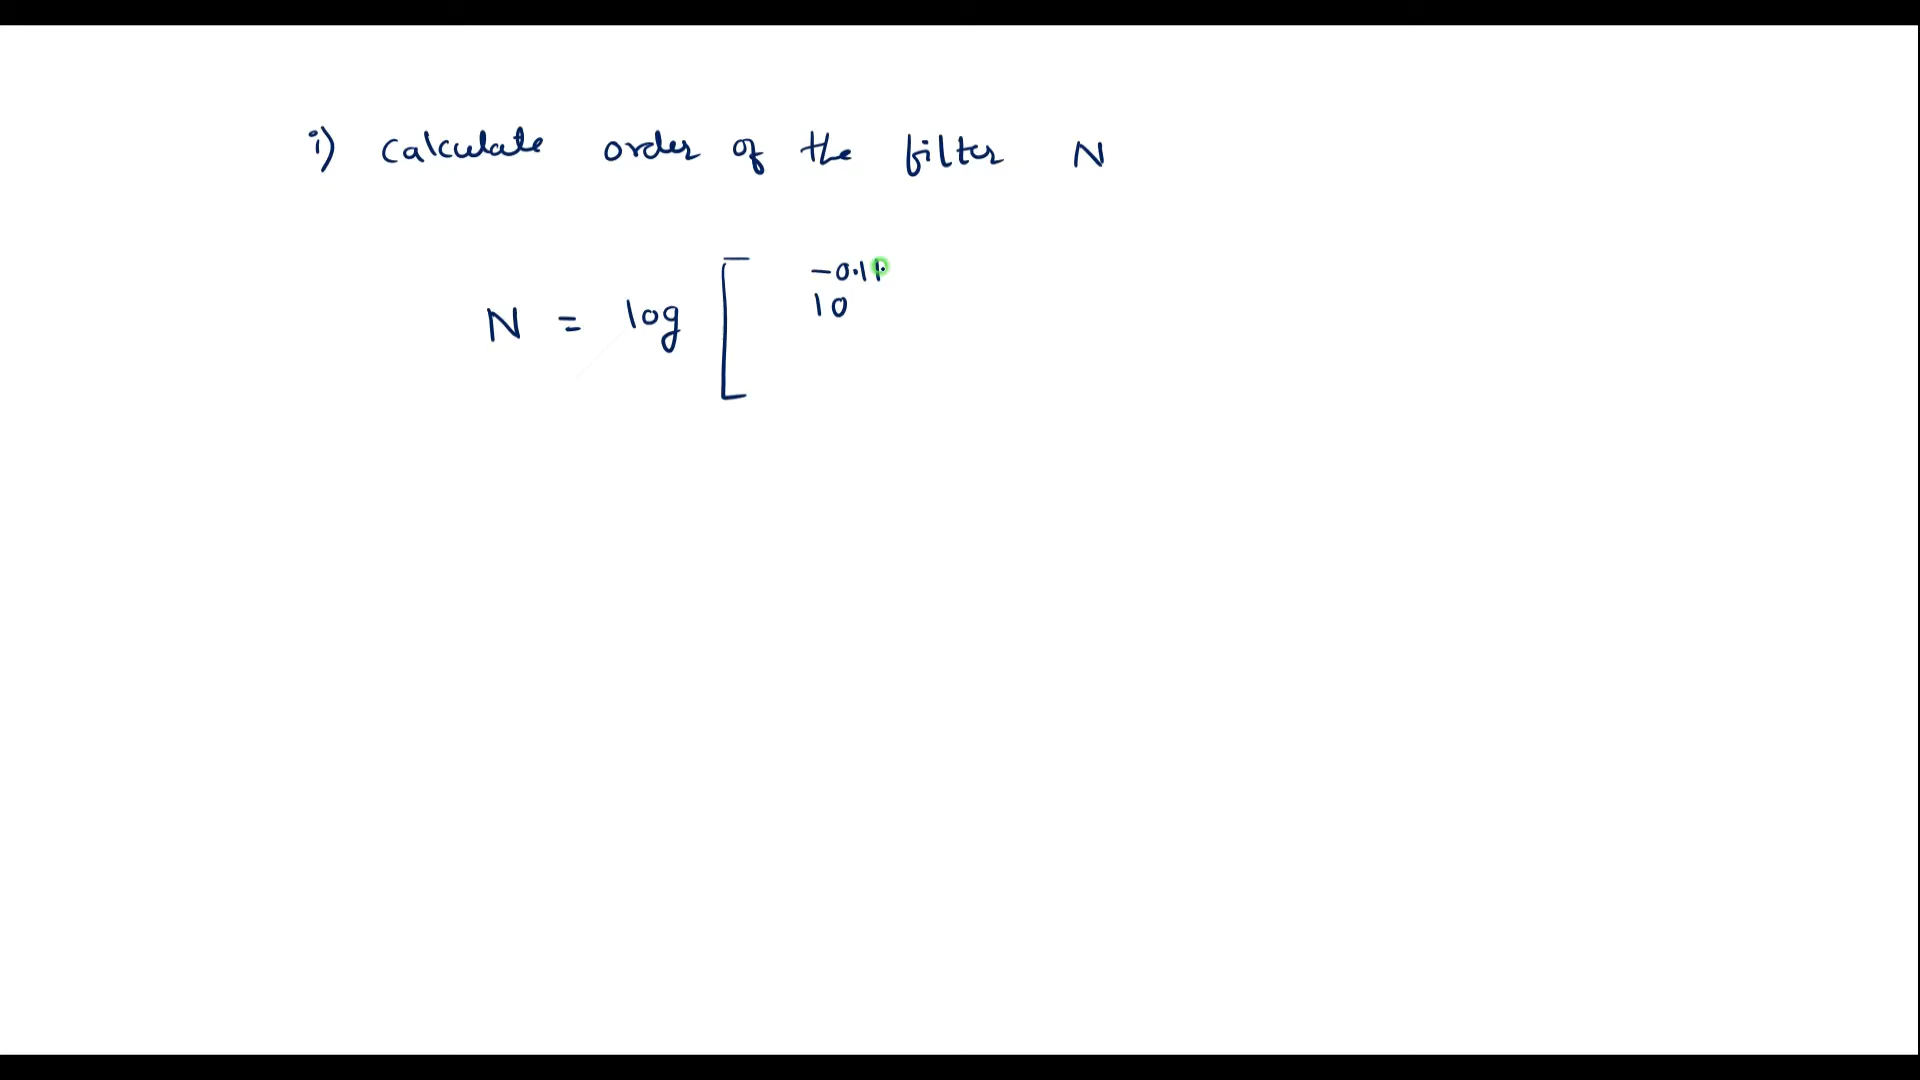 i) calculate order of the filter N
-0.1
N = log [ 10